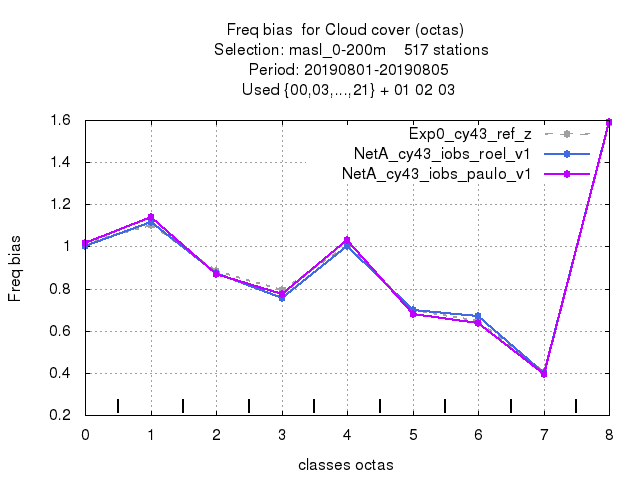 Freq bias  for Cloud cover (octas)
Selection: masl_0-200m    517 stations
Period: 20190801-20190805
Used {00,03,...,21} + 01 02 03
Exp0_cy43_ref_z
NetA_cy43_iobs_roel_v1
NetA_cy43_iobs_paulo_v1
1.6
1.4
1.2
1
0.8
0.6
0.4
0.2
Freq bias
0 1 2 3 4 5 6 7 8
classes octas